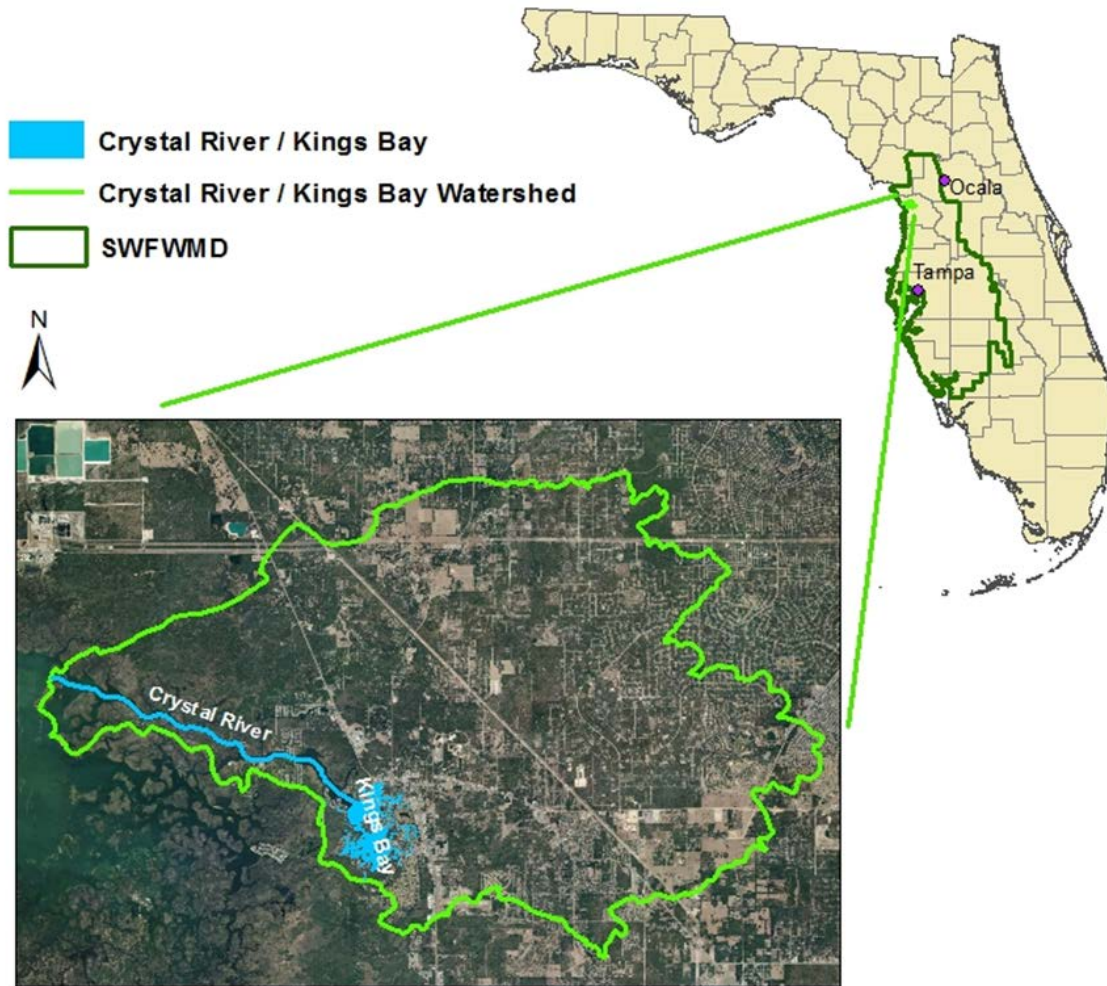 Crystal River / Kings Bay
Crystal River / Kings Bay Watershed
SWFWMD
Ocala
Tampa
N
Crystal River
Kings Bay